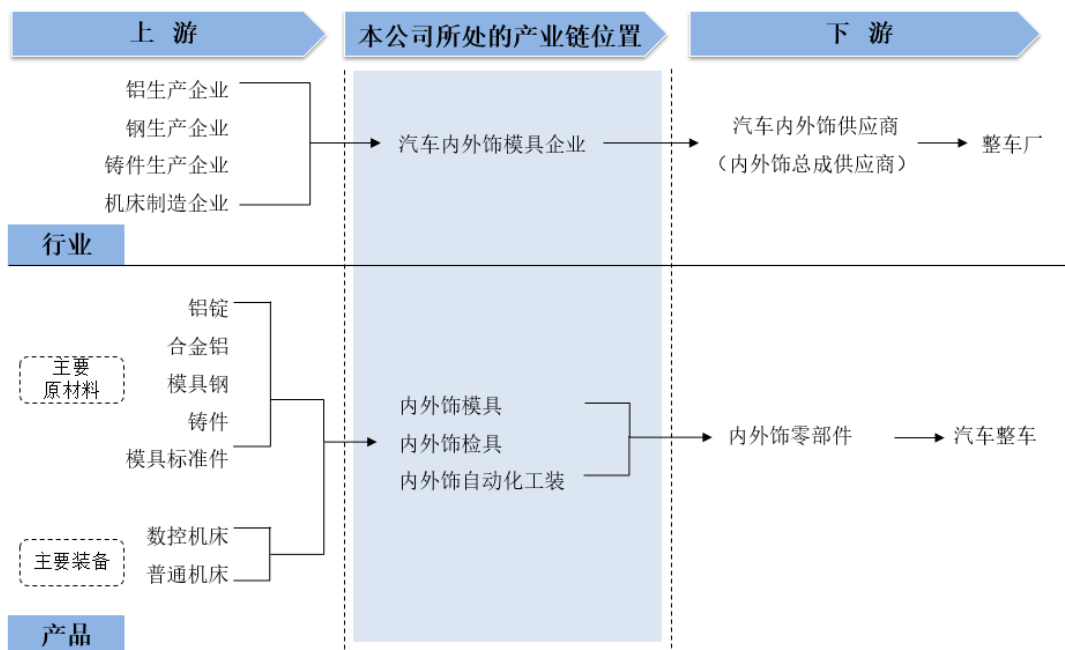 上 游
本公司所处的产业链位置
下 游
铝生产企业
钢生产企业
铸件生产企业
机床制造企业
汽车内外饰模具企业
汽车内外饰供应商
（内外饰总成供应商）
整车厂
行业
主要
原材料
铝锭
合金铝
模具钢
铸件
模具标准件
主要装备
数控机床
普通机床
内外饰模具
内外饰检具
内外饰自动化工装
内外饰零部件
汽车整车
产品